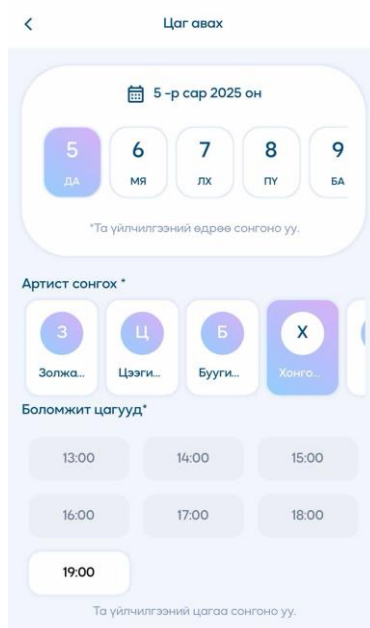 Цаг авах
5 -р сар 2025 он
5 6 7 8 9
ДА МЯ ЛХ ПҮ БА
*Та үйлчилгээний өдрөө сонгоно уу.
Артист сонгох *
З Ц Б Х
Золжа... Цээги... Бууги... Хонго...
Боломжит цагууд*
13:00 14:00 15:00
16:00 17:00 18:00
19:00
Та үйлчилгээний цагаа сонгоно уу.